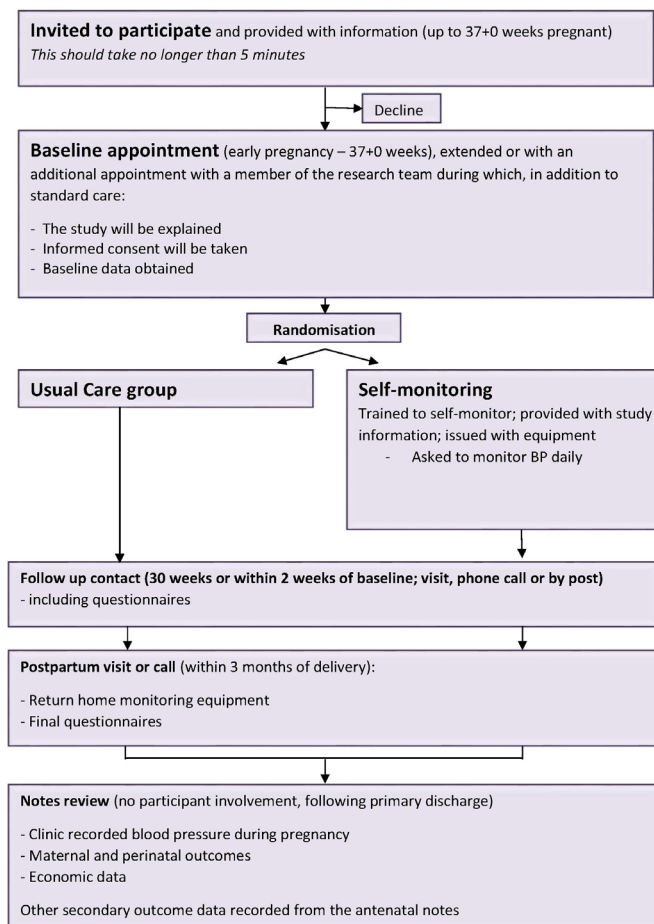 Invited to participate and provided with information (up to 37+0 weeks pregnant)
This should take no longer than 5 minutes
Decline
Baseline appointment (early pregnancy – 37+0 weeks), extended or with an
additional appointment with a member of the research team during which, in addition to
standard care:
- The study will be explained
- Informed consent will be taken
- Baseline data obtained
Randomisation
Usual Care group
Self-monitoring
Trained to self-monitor; provided with study
information; issued with equipment
- Asked to monitor BP daily
Follow up contact (30 weeks or within 2 weeks of baseline; visit, phone call or by post)
- including questionnaires
Postpartum visit or call (within 3 months of delivery):
- Return home monitoring equipment
- Final questionnaires
Notes review (no participant involvement, following primary discharge)
- Clinic recorded blood pressure during pregnancy
- Maternal and perinatal outcomes
- Economic data
Other secondary outcome data recorded from the antenatal notes